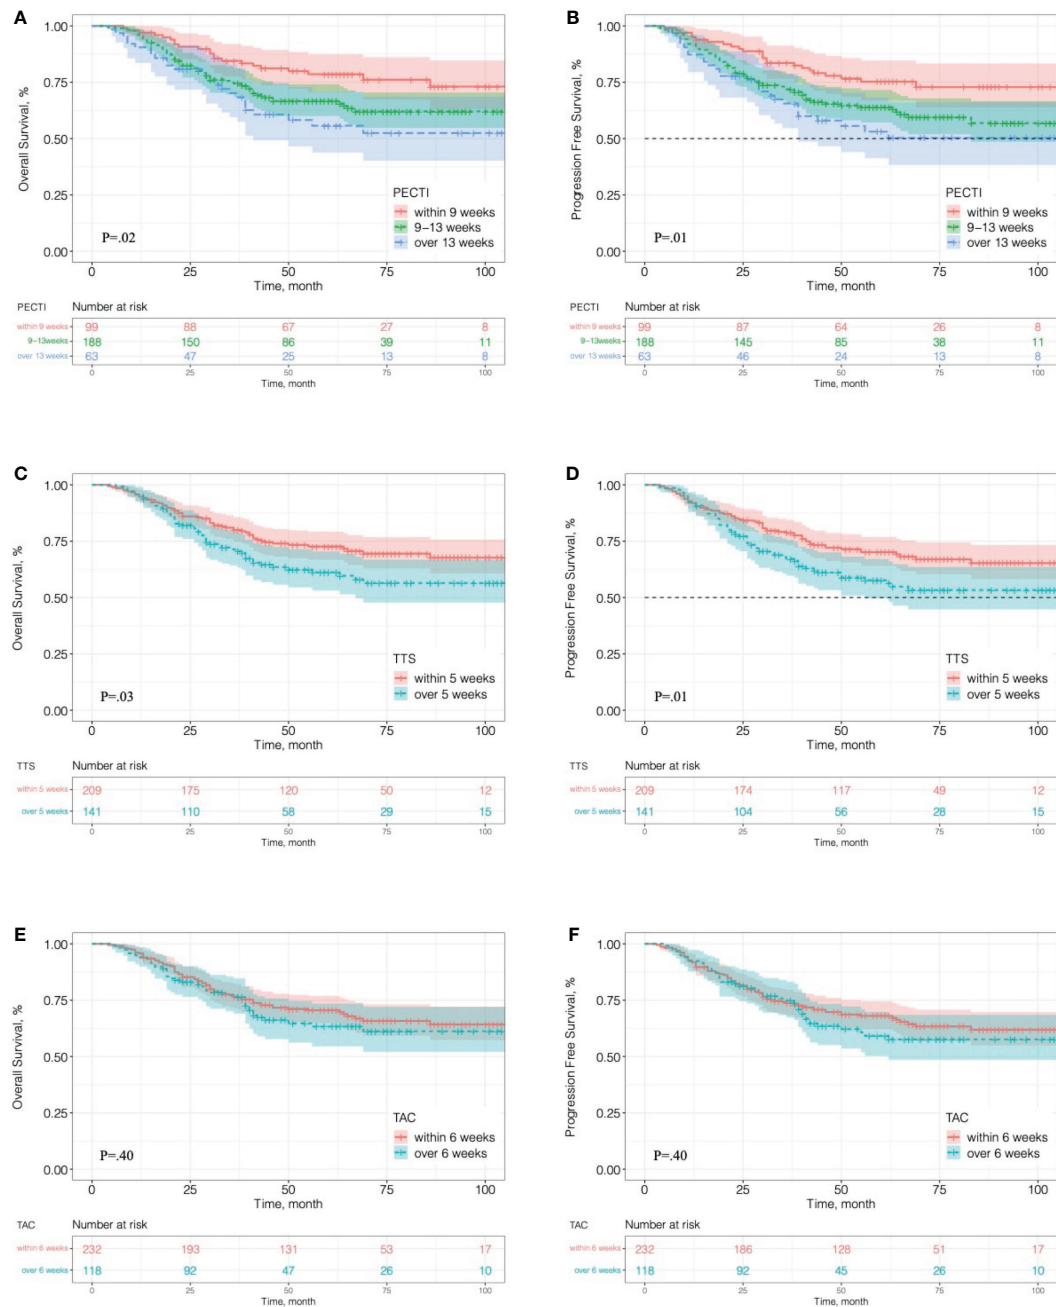 A
1.00
0.75
0.50
0.25
0.00
Overall Survival, %
PECTI
within 9 weeks
9–13 weeks
over 13 weeks
P=.02
0 25 50 75 100
Time, month
PECTI Number at risk
within 9 weeks 99 88 67 27 8
9–13weeks 188 150 86 39 11
over 13 weeks 63 47 25 13 8
0 25 50 75 100
Time, month
B
1.00
0.75
0.50
0.25
0.00
Progression Free Survival, %
PECTI
within 9 weeks
9–13 weeks
over 13 weeks
P=.01
0 25 50 75 100
Time, month
PECTI Number at risk
within 9 weeks 99 87 64 26 8
9–13weeks 188 145 85 38 11
over 13 weeks 63 46 24 13 8
0 25 50 75 100
Time, month
C
1.00
0.75
0.50
0.25
0.00
Overall Survival, %
TTS
within 5 weeks
over 5 weeks
P=.03
0 25 50 75 100
Time, month
TTS Number at risk
within 5 weeks 209 175 120 50 12
over 5 weeks 141 110 58 29 15
0 25 50 75 100
Time, month
D
1.00
0.75
0.50
0.25
0.00
Progression Free Survival, %
TTS
within 5 weeks
over 5 weeks
P=.01
0 25 50 75 100
Time, month
TTS Number at risk
within 5 weeks 209 174 117 49 12
over 5 weeks 141 104 56 28 15
0 25 50 75 100
Time, month
E
1.00
0.75
0.50
0.25
0.00
Overall Survival, %
TAC
within 6 weeks
over 6 weeks
P=.40
0 25 50 75 100
Time, month
TAC Number at risk
within 6 weeks 232 193 131 53 17
over 6 weeks 118 92 47 26 10
0 25 50 75 100
Time, month
F
1.00
0.75
0.50
0.25
0.00
Progression Free Survival, %
TAC
within 6 weeks
over 6 weeks
P=.40
0 25 50 75 100
Time, month
TAC Number at risk
within 6 weeks 232 186 128 51 17
over 6 weeks 118 92 45 26 10
0 25 50 75 100
Time, month